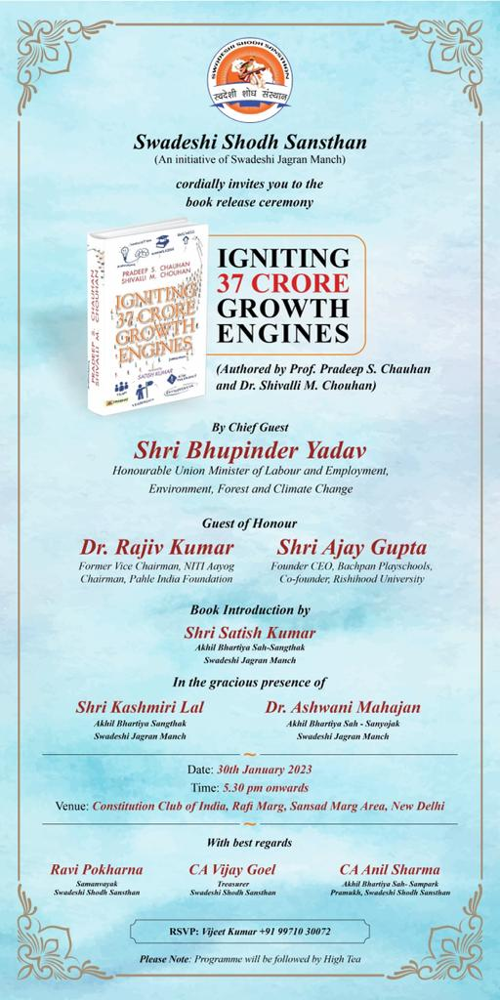 SWADESHI SHODH SANSTHAN
स्वदेशी शोध संस्थान
Swadeshi Shodh Sansthan
(An initiative of Swadeshi Jagran Manch)
cordially invites you to the
book release ceremony
PRADEEP S. CHAUHAN
SHIVALLI M. CHOUHAN
IGNITING
37 CRORE
GROWTH
ENGINES
SATISH KUMAR
PRADEEP S. CHAUHAN
SHIVALLI M. CHOUHAN
IGNITING
37 CRORE
GROWTH ENGINES
IGNITING
37 CRORE
GROWTH
ENGINES
(Authored by Prof. Pradeep S. Chauhan
and Dr. Shivalli M. Chouhan)
By Chief Guest
Shri Bhupinder Yadav
Honourable Union Minister of Labour and Employment,
Environment, Forest and Climate Change
Guest of Honour
Dr. Rajiv Kumar
Former Vice Chairman, NITI Aayog
Chairman, Pahle India Foundation
Shri Ajay Gupta
Founder CEO, Bachpan Playschools,
Co-founder, Rishihood University
Book Introduction by
Shri Satish Kumar
Akhil Bhartiya Sah-Sangthak
Swadeshi Jagran Manch
In the gracious presence of
Shri Kashmiri Lal
Akhil Bhartiya Sangthak
Swadeshi Jagran Manch
Dr. Ashwani Mahajan
Akhil Bhartiya Sah - Sanyojak
Swadeshi Jagran Manch
Date: 30th January 2023
Time: 5.30 pm onwards
Venue: Constitution Club of India, Rafi Marg, Sansad Marg Area, New Delhi
With best regards
Ravi Pokharna
Samanvayak
Swadeshi Shodh Sansthan
CA Vijay Goel
Treasurer
Swadeshi Shodh Sansthan
CA Anil Sharma
Akhil Bhartiya Sah- Sampark
Pramukh, Swadeshi Shodh Sansthan
RSVP: Vijeet Kumar +91 99710 30072
Please Note: Programme will be followed by High Tea